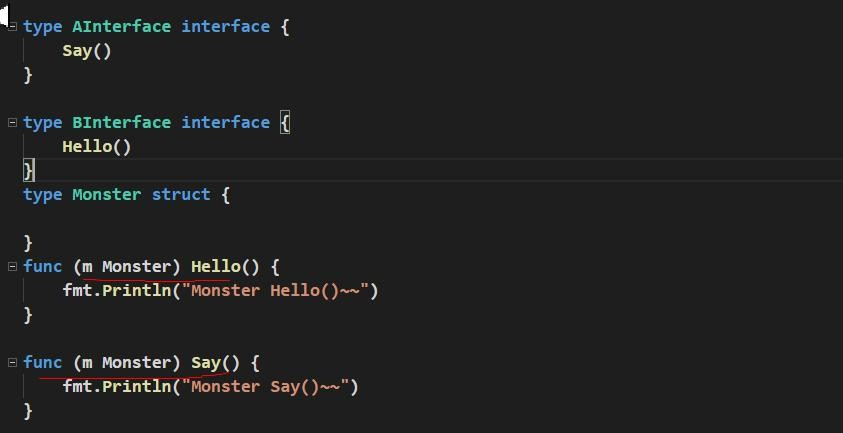 type AInterface interface {
    Say()
}
type BInterface interface {
    Hello()
}
type Monster struct {
}
func (m Monster) Hello() {
    fmt.Println("Monster Hello()~~")
}
func (m Monster) Say() {
    fmt.Println("Monster Say()~~")
}